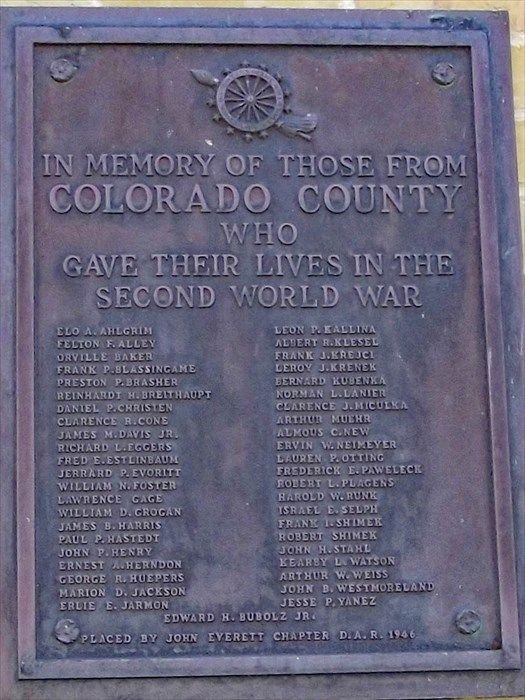 IN MEMORY OF THOSE FROM
COLORADO COUNTY
WHO
GAVE THEIR LIVES IN THE
SECOND WORLD WAR
ELO A. AHLGRIM
FELTON F. ALLEY
ORVILLE BAKER
FRANK P. BLASSINGAME
PRESTON P. BRASHER
REINHARDT H. BREITHAUPT
DANIEL P. CHRISTEN
CLARENCE R. CONE
JAMES M. DAVIS JR.
RICHARD L. EGGERS
FRED E. ESTLINBAUM
JERRARD P. EVORITT
WILLIAM N. FOSTER
LAWRENCE GAGE
WILLIAM D. GROGAN
JAMES B. HARRIS
PAUL P. HASTEDT
JOHN P. HENRY
ERNEST A. HERNDON
GEORGE R. HUEPERS
MARION D. JACKSON
ERLIE E. JARMON
LEON P. KALLINA
ALBERT R. KLESEL
FRANK J. KREJCI
LEROY J. KRENEK
BERNARD KUBENKA
NORMAN L. LANIER
CLARENCE J. MICULKA
ARTHUR MUEHR
ALMOUS C. NEW
ERVIN W. NEIMEYER
LAUREN P. OTTING
FREDERICK E. PAWELECK
ROBERT L. PLAGENS
HAROLD W. RUNK
ISRAEL E. SELPH
FRANK I. SHIMEK
ROBERT SHIMEK
JOHN H. STAHL
KEARBY L. WATSON
ARTHUR W. WEISS
JOHN B. WESTMORELAND
JESSE P. YANEZ
EDWARD H. BUBOLZ JR.
PLACED BY JOHN EVERETT CHAPTER D.A.R. 1946